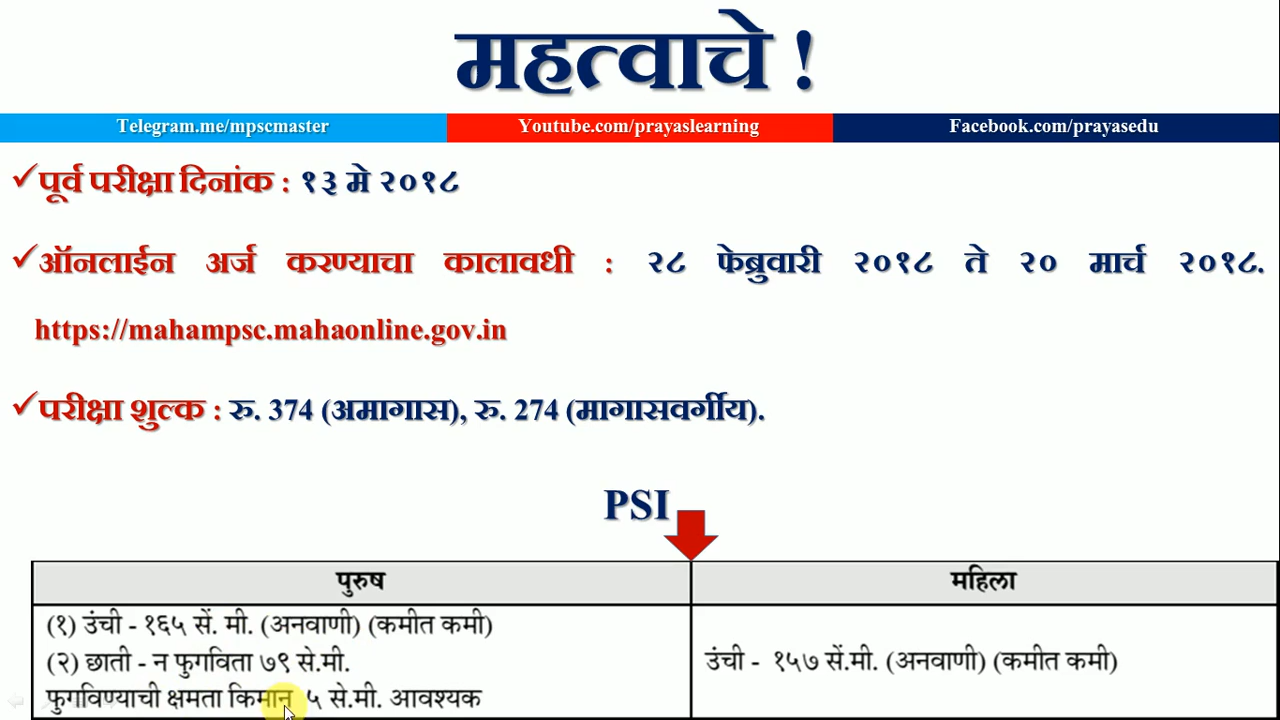 महत्वाचे !
Telegram.me/mpscmaster Youtube.com/prayaslearning Facebook.com/prayasedu
पूर्व परीक्षा दिनांक : १३ मे २०१८
ऑनलाईन अर्ज करण्याचा कालावधी : २८ फेब्रुवारी २०१८ ते २० मार्च २०१८.
https://mahampsc.mahaonline.gov.in
परीक्षा शुल्क : रु. 374 (अमागास), रु. 274 (मागासवर्गीय).
PSI
पुरुष महिला
(१) उंची - १६५ सें. मी. (अनवाणी) (कमीत कमी)
(२) छाती - न फुगविता ७९ से.मी.
फुगविण्याची क्षमता किमान ५ से.मी. आवश्यक
उंची - १५७ सें.मी. (अनवाणी) (कमीत कमी)